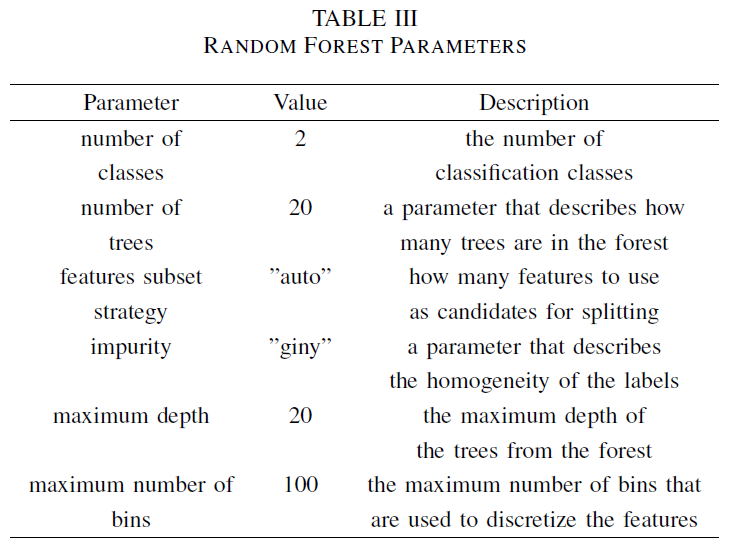 TABLE III
RANDOM FOREST PARAMETERS
Parameter Value Description
number of 2 the number of
classes classification classes
number of 20 a parameter that describes how
trees many trees are in the forest
features subset ”auto” how many features to use
strategy as candidates for splitting
impurity ”giny” a parameter that describes
the homogeneity of the labels
maximum depth 20 the maximum depth of
the trees from the forest
maximum number of 100 the maximum number of bins that
bins are used to discretize the features